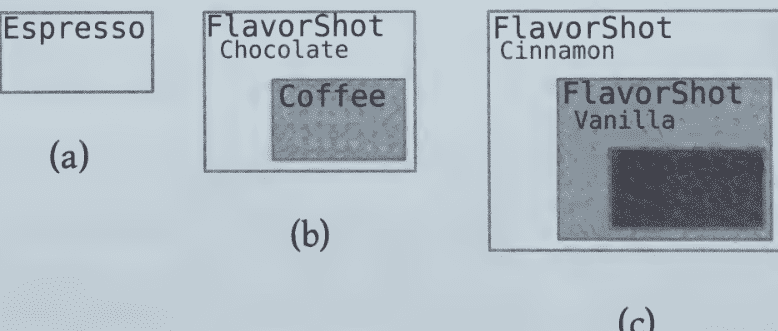 Espresso
(a)
FlavorShot
Chocolate
Coffee
(b)
FlavorShot
Cinnamon
FlavorShot
Vanilla
(c)